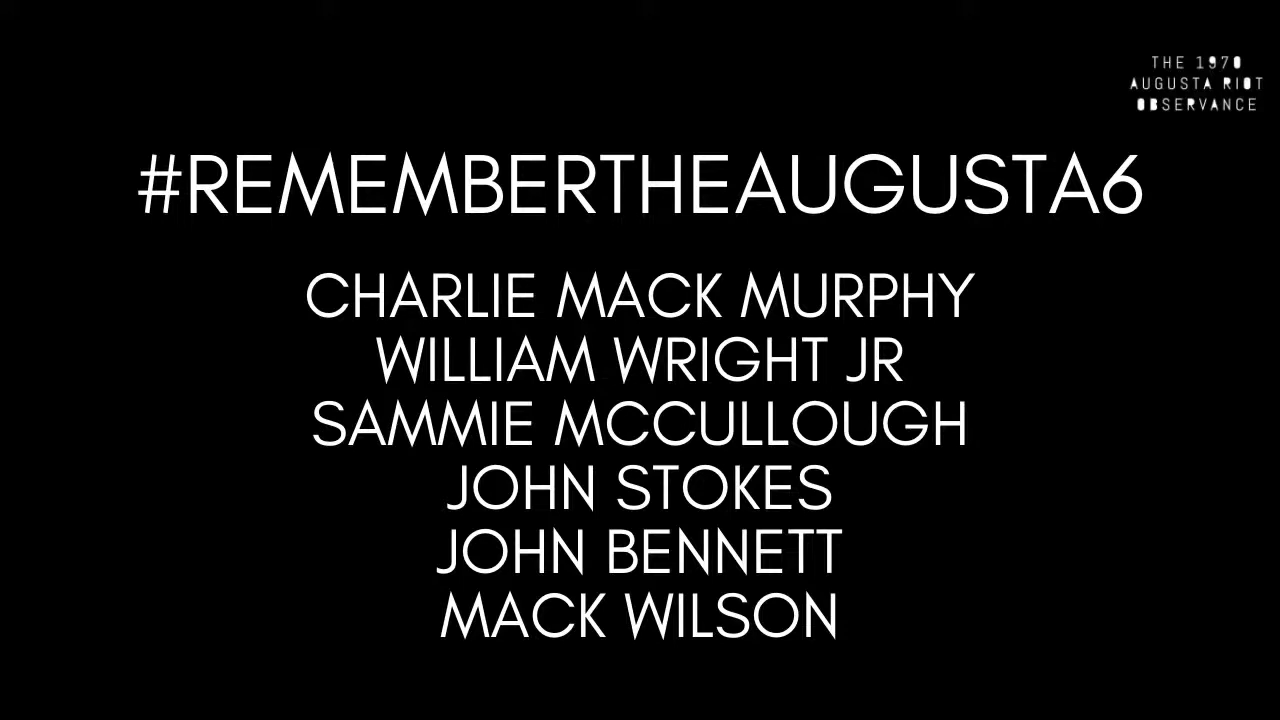 THE 1970
AUGUSTA RIOT
OBSERVANCE
#REMEMBERTHEAUGUSTA6
CHARLIE MACK MURPHY
WILLIAM WRIGHT JR
SAMMIE MCCULLOUGH
JOHN STOKES
JOHN BENNETT
MACK WILSON